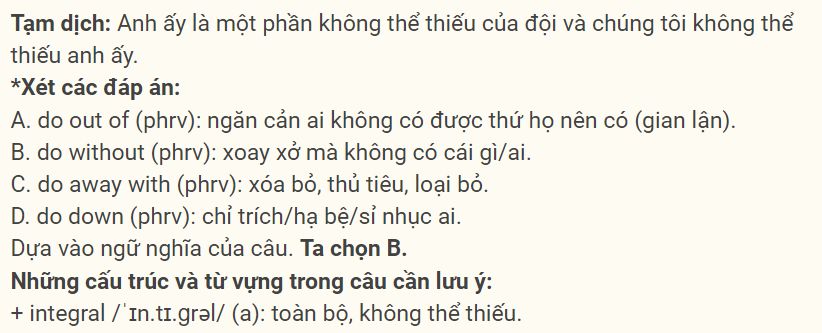 Tạm dịch: Anh ấy là một phần không thể thiếu của đội và chúng tôi không thể
thiếu anh ấy.
*Xét các đáp án:
A. do out of (phrv): ngăn cản ai không có được thứ họ nên có (gian lận).
B. do without (phrv): xoay xở mà không có cái gì/ai.
C. do away with (phrv): xóa bỏ, thủ tiêu, loại bỏ.
D. do down (phrv): chỉ trích/hạ bệ/sỉ nhục ai.
Dựa vào ngữ nghĩa của câu. Ta chọn B.
Những cấu trúc và từ vựng trong câu cần lưu ý:
+ integral /ˈɪn.tɪ.ɡrəl/ (a): toàn bộ, không thể thiếu.